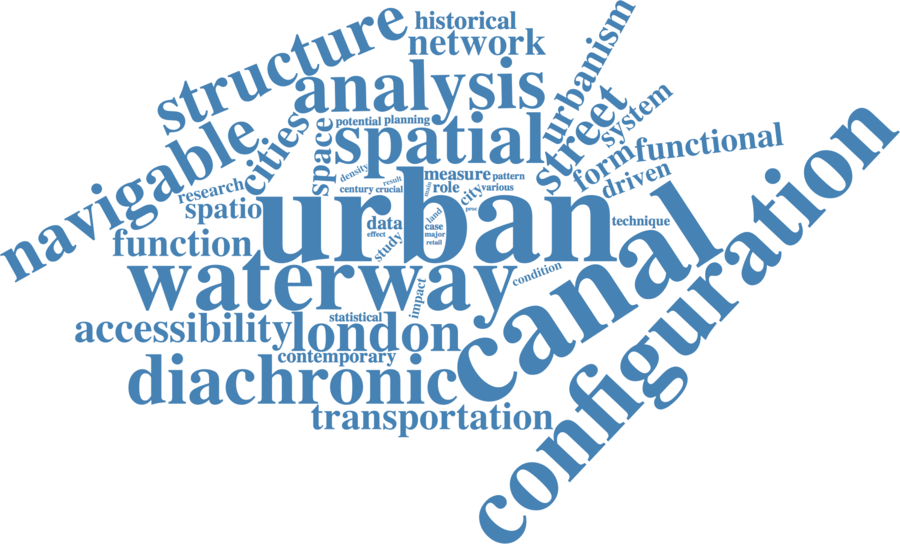 historical
network
structure
urbanism
analysis
system
street
cities
space
potential
planning
spatial
navigable
functional
form
driven
density
measure
pattern
research
result
century
crucial
main
role
city
various
spatio
urban
land
data
case
technique
effect
major
study
retail
function
waterway
condition
canal
configuration
impact
statistical
accessibility
london
contemporary
diachronic
transportation